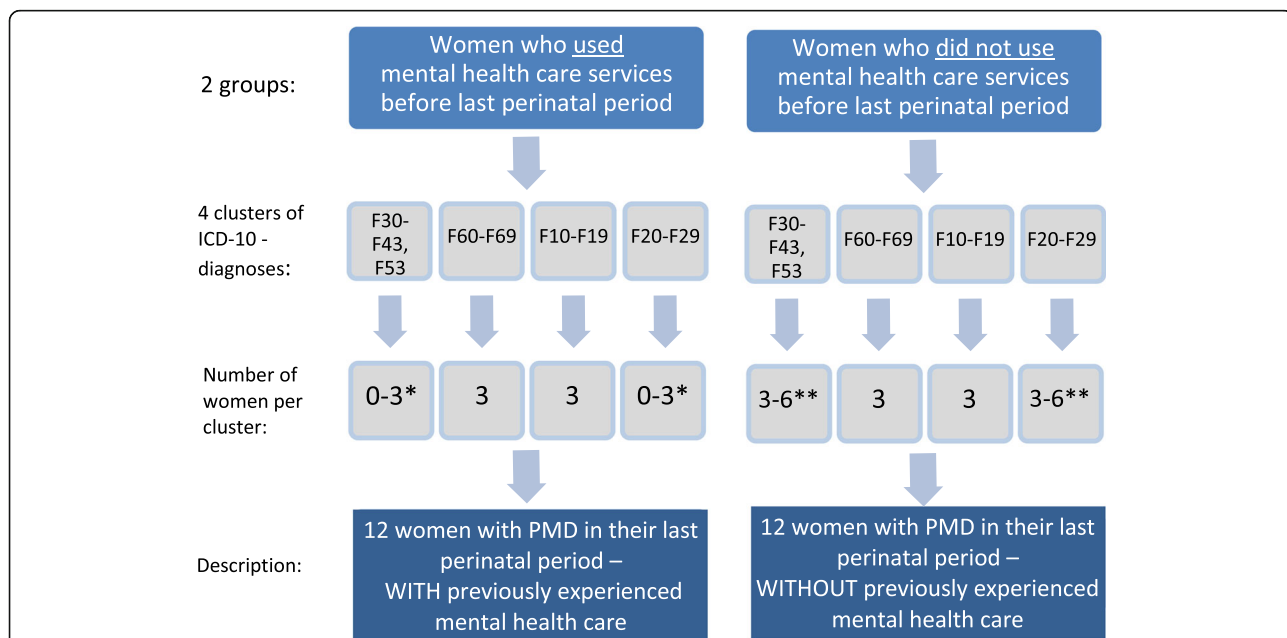 2 groups:
Women who used
mental health care services
before last perinatal period
Women who did not use
mental health care services
before last perinatal period
4 clusters of
ICD-10 -
diagnoses:
F30-
F43,
F53
F60-F69
F10-F19
F20-F29
F30-
F43,
F53
F60-F69
F10-F19
F20-F29
Number of
women per
cluster:
0-3*
3
3
0-3*
3-6**
3
3
3-6**
Description:
12 women with PMD in their last
perinatal period –
WITH previously experienced
mental health care
12 women with PMD in their last
perinatal period –
WITHOUT previously experienced
mental health care